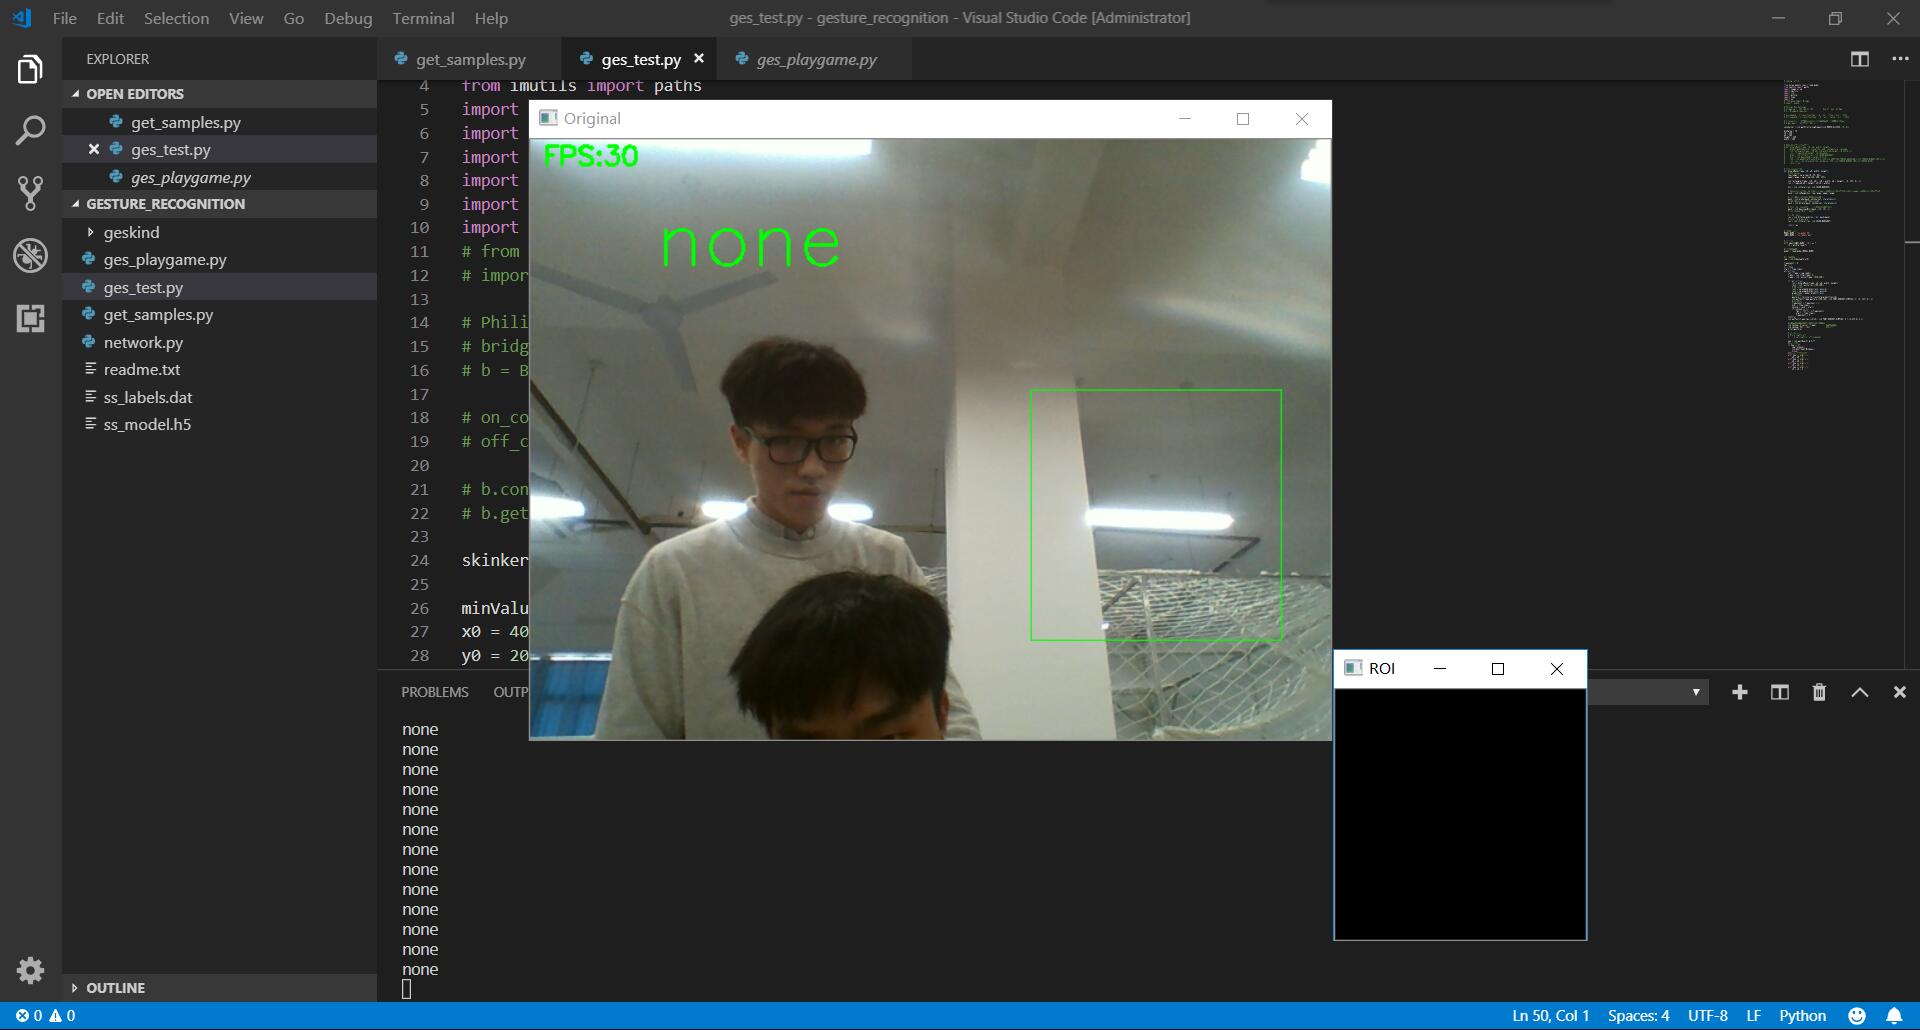 File Edit Selection View Go Debug Terminal Help
ges_test.py - gesture_recognition - Visual Studio Code [Administrator]
EXPLORER
OPEN EDITORS
get_samples.py
ges_test.py
ges_playgame.py
GESTURE_RECOGNITION
geskind
ges_playgame.py
ges_test.py
get_samples.py
network.py
readme.txt
ss_labels.dat
ss_model.h5
OUTLINE
get_samples.py ges_test.py ges_playgame.py
4 from imutils import paths
5 import
6 import
7 import
8 import
9 import
10 import
11 # from
12 # impor
13
14 # Phili
15 # bridg
16 # b = B
17
18 # on_co
19 # off_c
20
21 # b.con
22 # b.get
23
24 skinker
25
26 minValu
27 x0 = 40
28 y0 = 20
Original
FPS:30
none
ROI
PROBLEMS OUTP
none
none
none
none
none
none
none
none
none
none
none
none
none
0 0
Ln 50, Col 1 Spaces: 4 UTF-8 LF Python